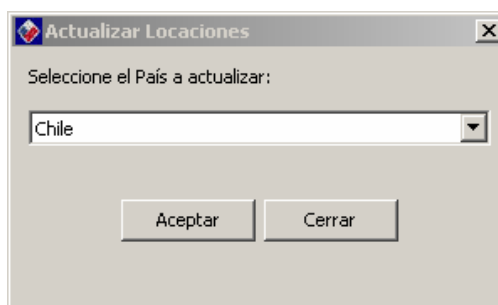 Actualizar Locaciones
Seleccione el País a actualizar:
Chile
Aceptar Cerrar